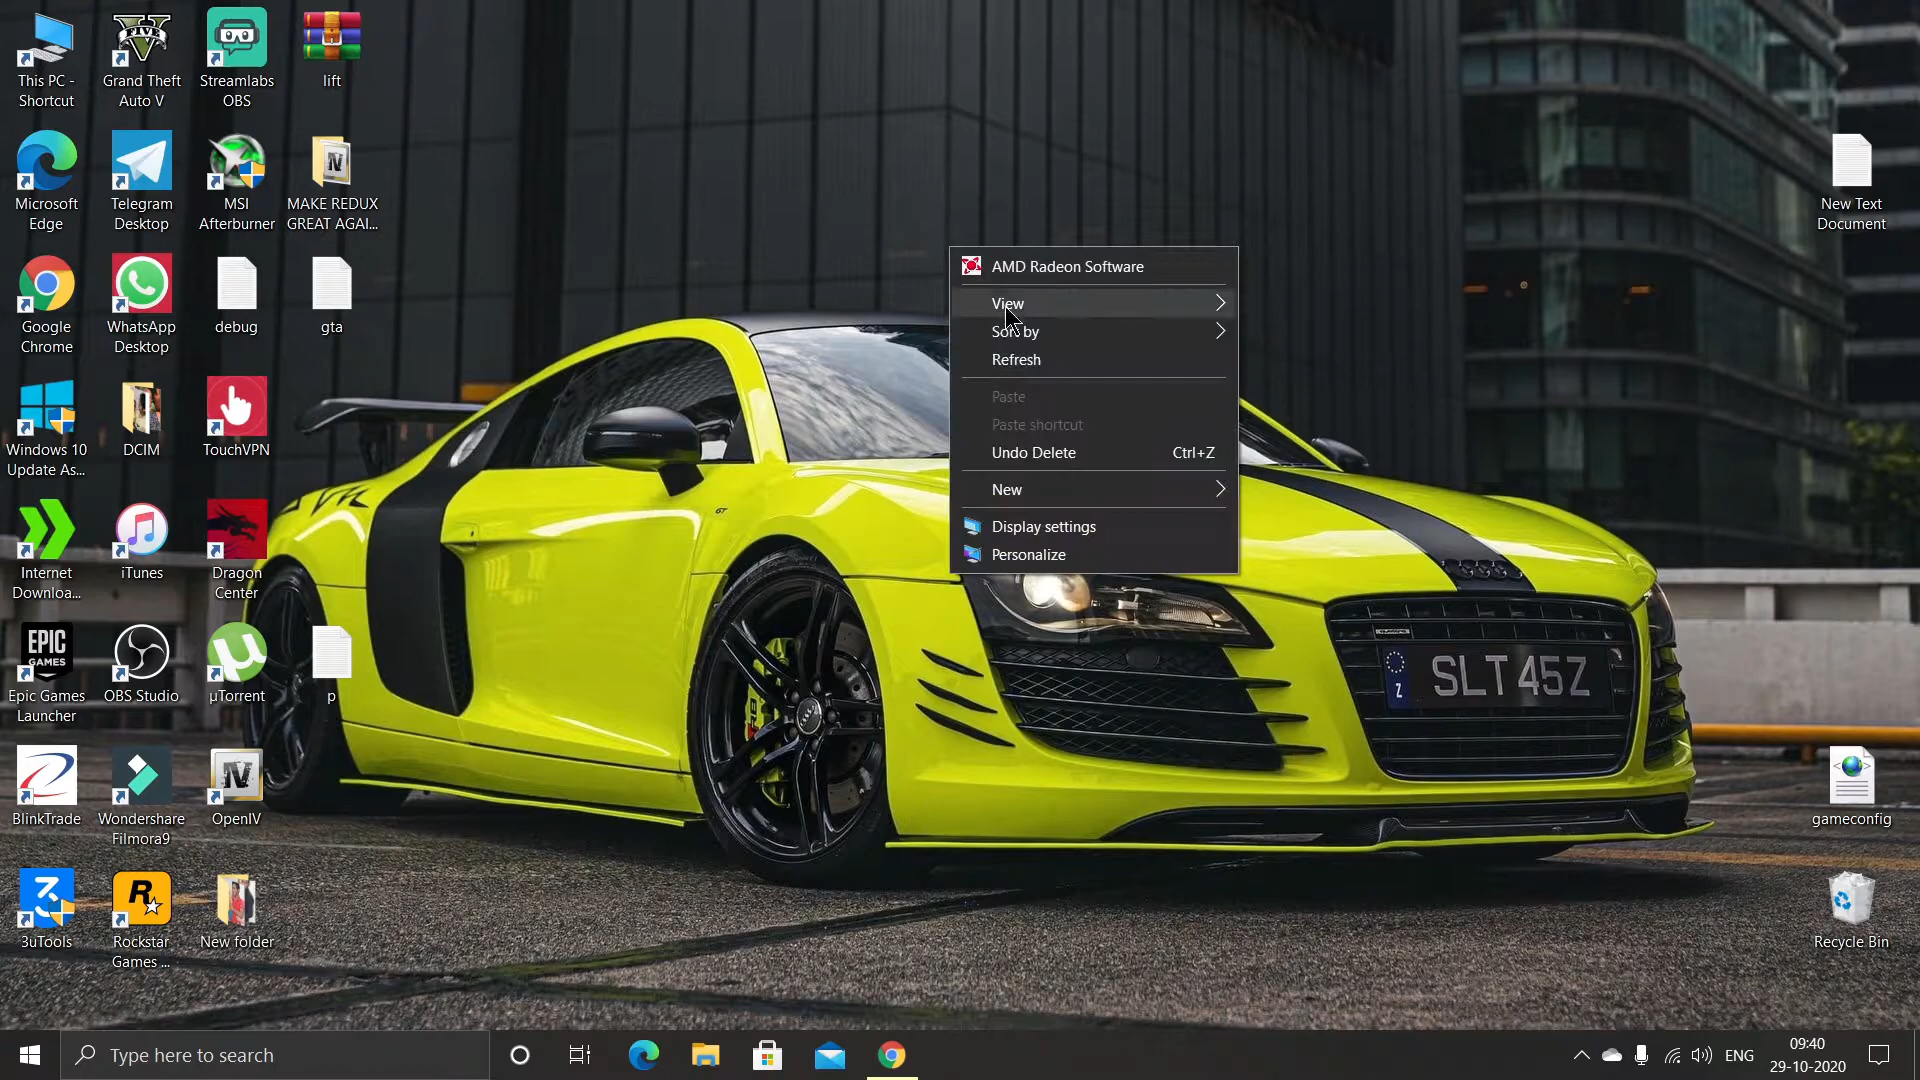 This PC -
Shortcut
Grand Theft
Auto V
Streamlabs
OBS
lift
Microsoft
Edge
Telegram
Desktop
MSI
Afterburner
MAKE REDUX
GREAT AGAI...
New Text
Document
Google
Chrome
WhatsApp
Desktop
debug
gta
AMD Radeon Software
View
Sort by
Refresh
Paste
Paste shortcut
Undo Delete Ctrl+Z
New
Display settings
Personalize
Windows 10
Update As...
DCIM
TouchVPN
Internet
Downloa...
iTunes
Dragon
Center
EPIC
GAMES
Epic Games
Launcher
OBS Studio
µTorrent
p
GT
Z SLT 45Z
BlinkTrade
Wondershare
Filmora9
OpenIV
gameconfig
3uTools
Rockstar
Games ...
New folder
Recycle Bin
Type here to search
ENG
09:40
29-10-2020